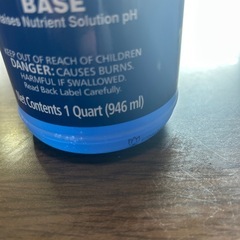 BASE
Raises Nutrient Solution pH
KEEP OUT OF REACH OF CHILDREN
DANGER: CAUSES BURNS.
HARMFUL IF SWALLOWED.
Read Back Label Carefully.
Net Contents 1 Quart (946 ml)